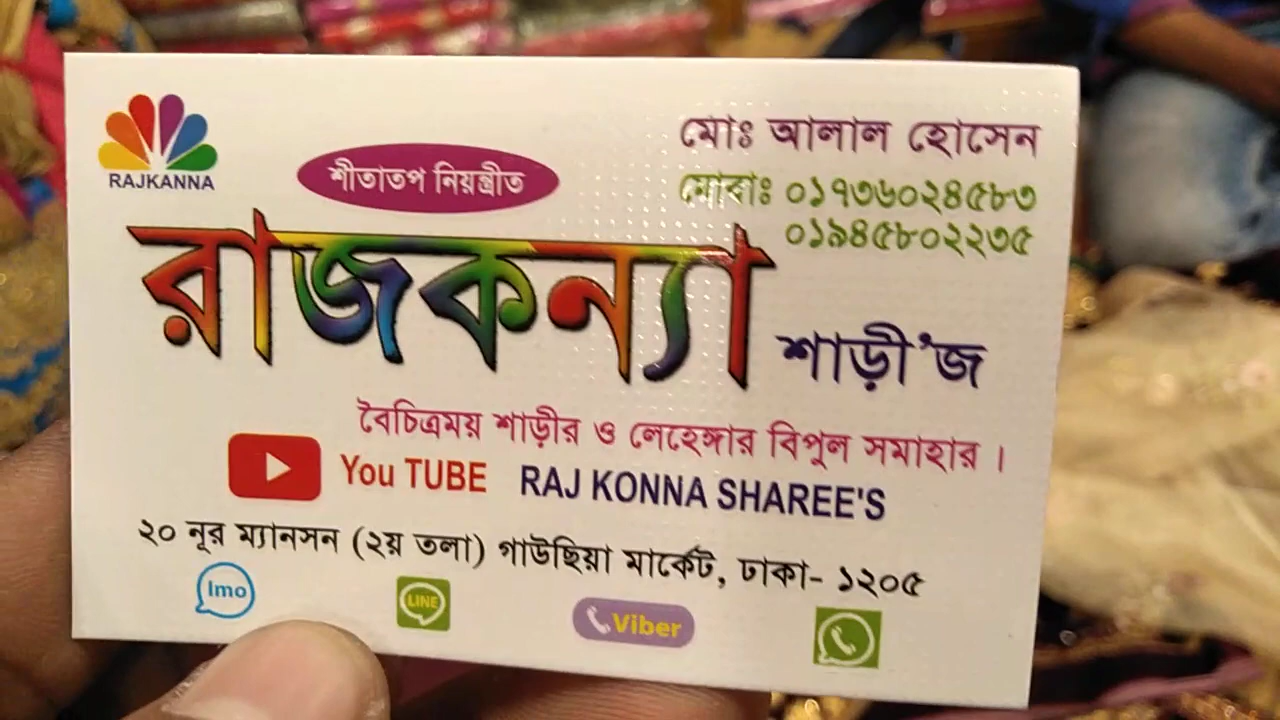 RAJKANNA
শীতাতপ নিয়ন্ত্রীত
মোঃ আলাল হোসেন
মোবাঃ ০১৭৩৬০২৪৫৮৩
০১৯৪৫৮০২২৩৫
রাজকন্যা শাড়ী'জ
বৈচিত্রময় শাড়ীর ও লেহেঙ্গার বিপুল সমাহার।
You TUBE RAJ KONNA SHAREE'S
২০ নূর ম্যানসন (২য় তলা) গাউছিয়া মার্কেট, ঢাকা- ১২০৫
Imo LINE Viber